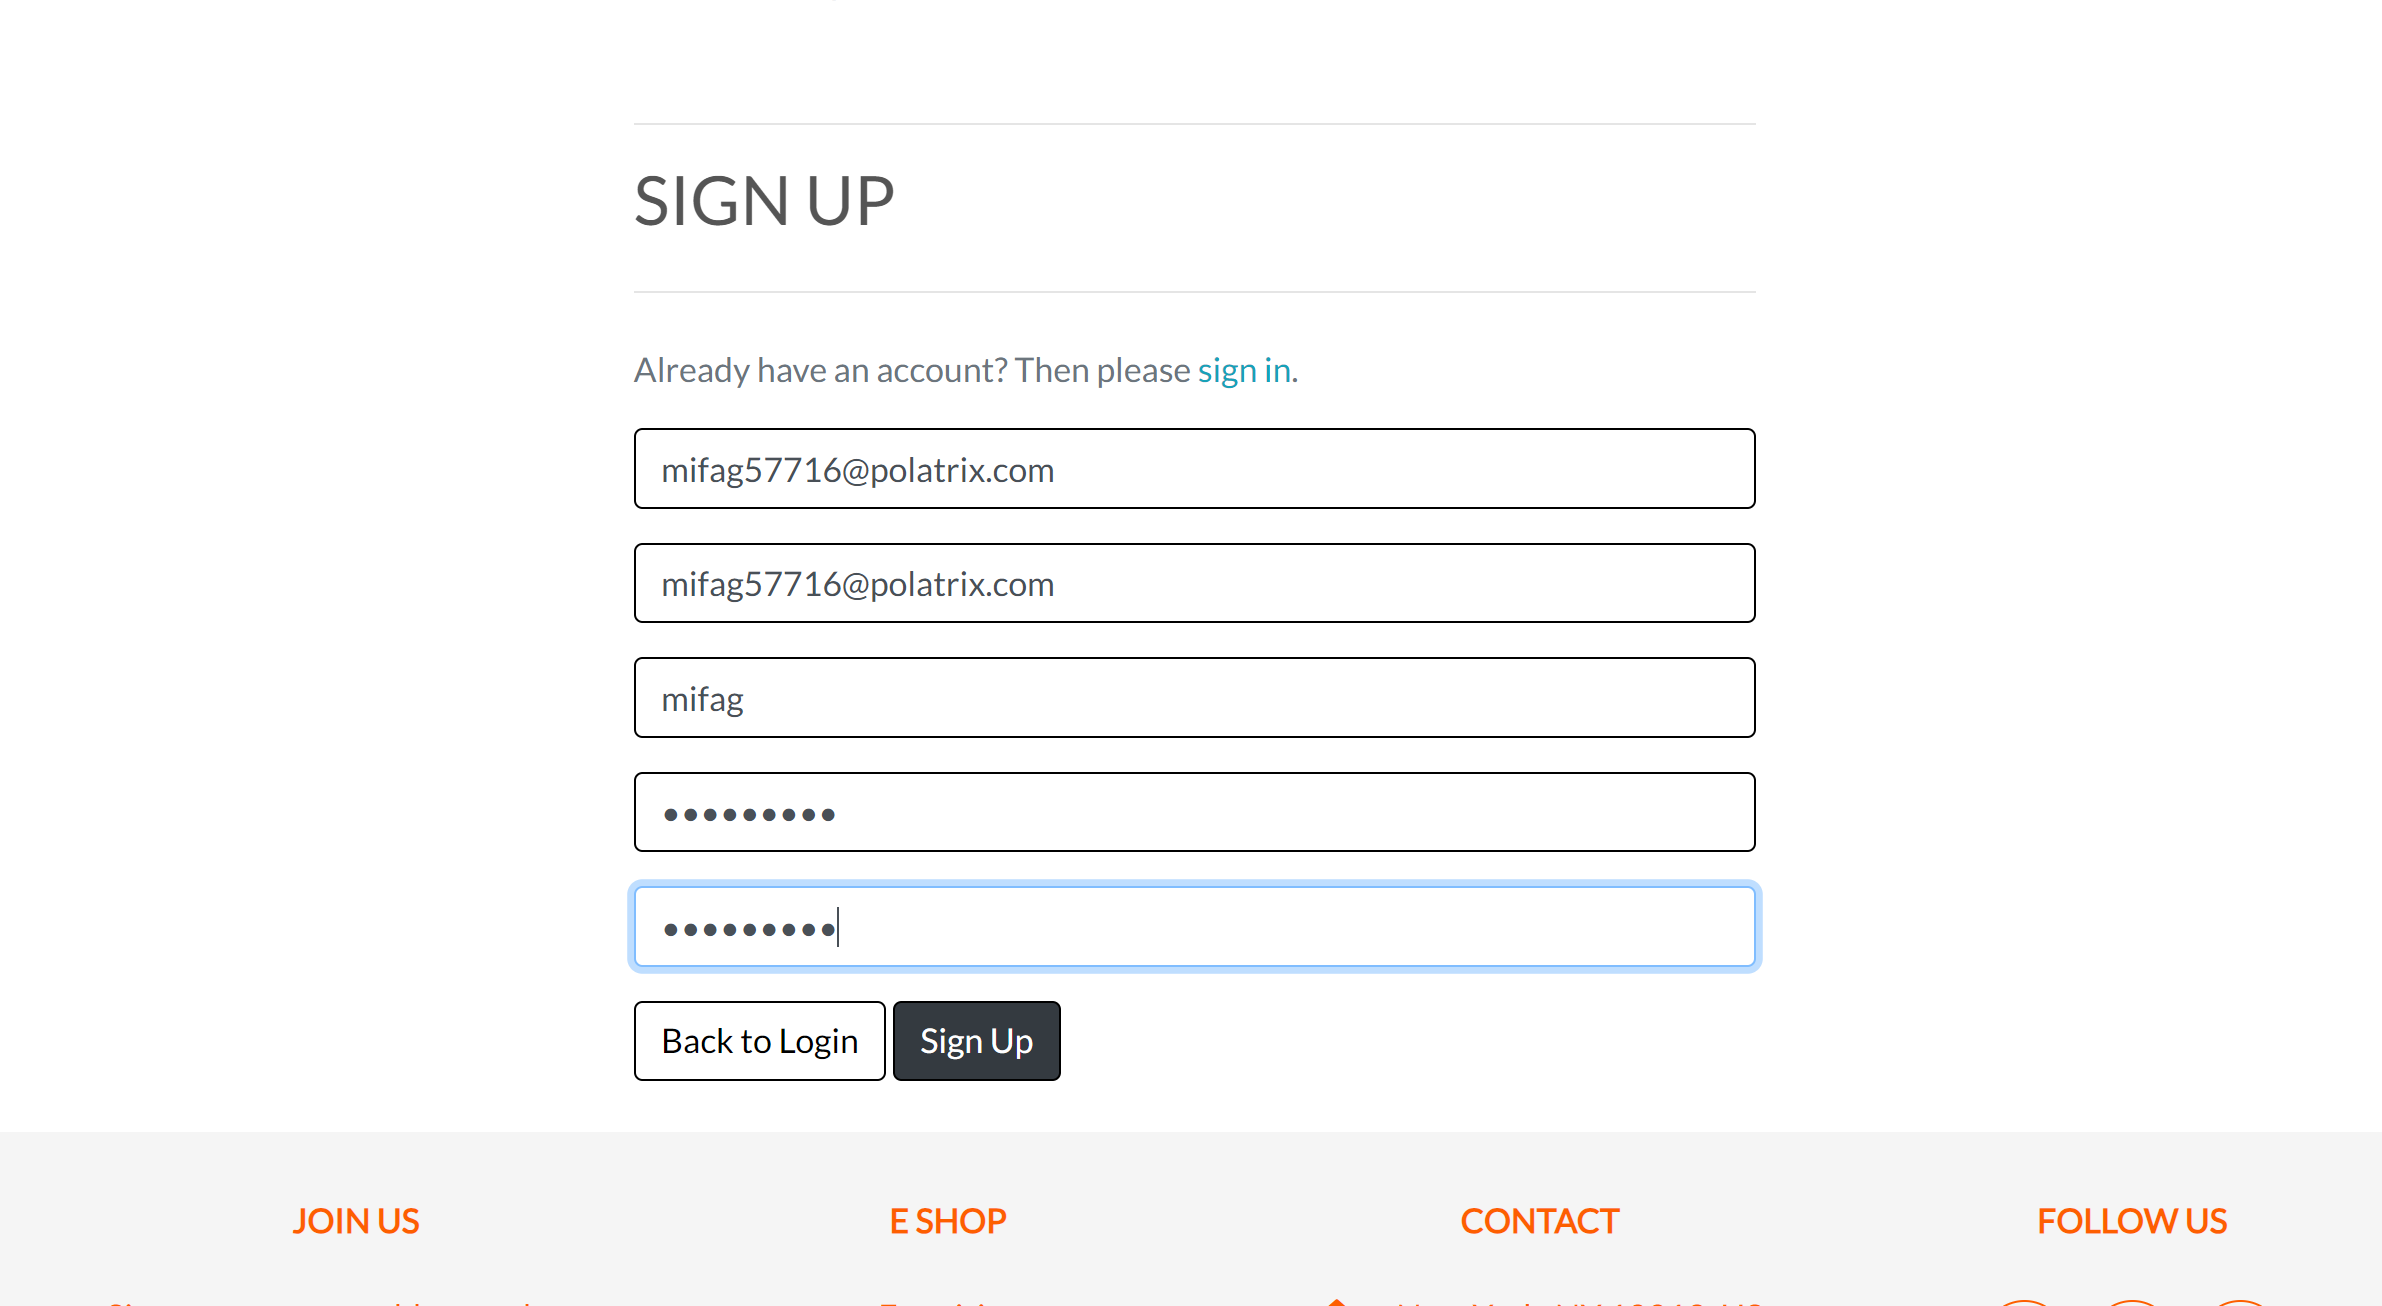 SIGN UP
Already have an account? Then please sign in.
mifag57716@polatrix.com
mifag57716@polatrix.com
mifag
•••••••••
•••••••••
Back to Login
Sign Up
JOIN US
E SHOP
CONTACT
FOLLOW US